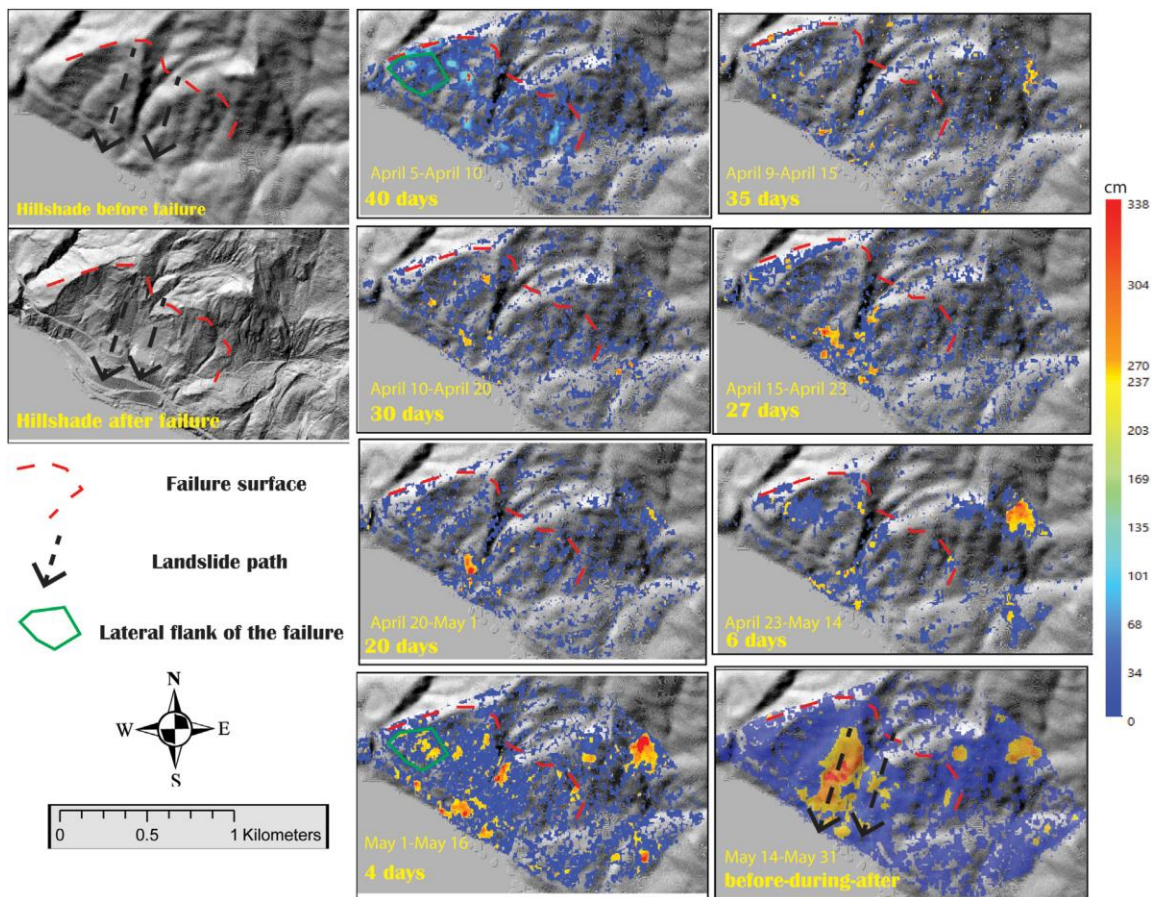 Hillshade before failure
April 5-April 10
40 days
April 9-April 15
35 days
cm
338
304
270
237
203
169
135
101
68
34
0
Hillshade after failure
April 10-April 20
30 days
April 15-April 23
27 days
Failure surface
Landslide path
Lateral flank of the failure
April 20-May 1
20 days
April 23-May 14
6 days
N
W
E
S
0
0.5
1 Kilometers
May 1-May 16
4 days
May 14-May 31
before-during-after